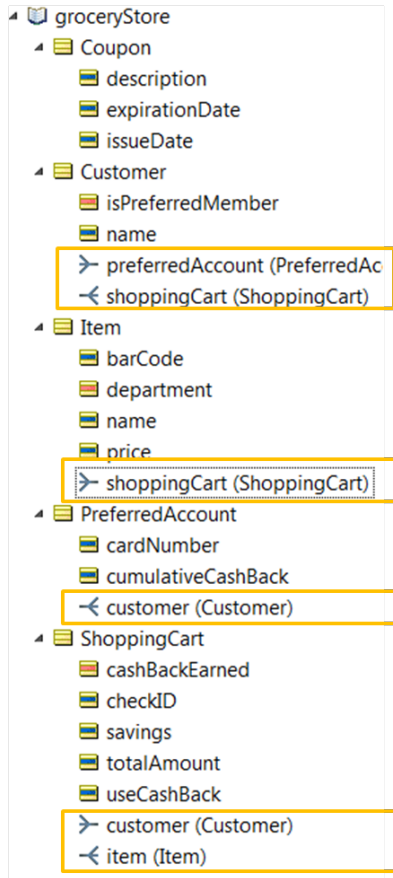 groceryStore
Coupon
description
expirationDate
issueDate
Customer
isPreferredMember
name
preferredAccount (PreferredAc
shoppingCart (ShoppingCart)
Item
barCode
department
name
price
shoppingCart (ShoppingCart)
PreferredAccount
cardNumber
cumulativeCashBack
customer (Customer)
ShoppingCart
cashBackEarned
checkID
savings
totalAmount
useCashBack
customer (Customer)
item (Item)